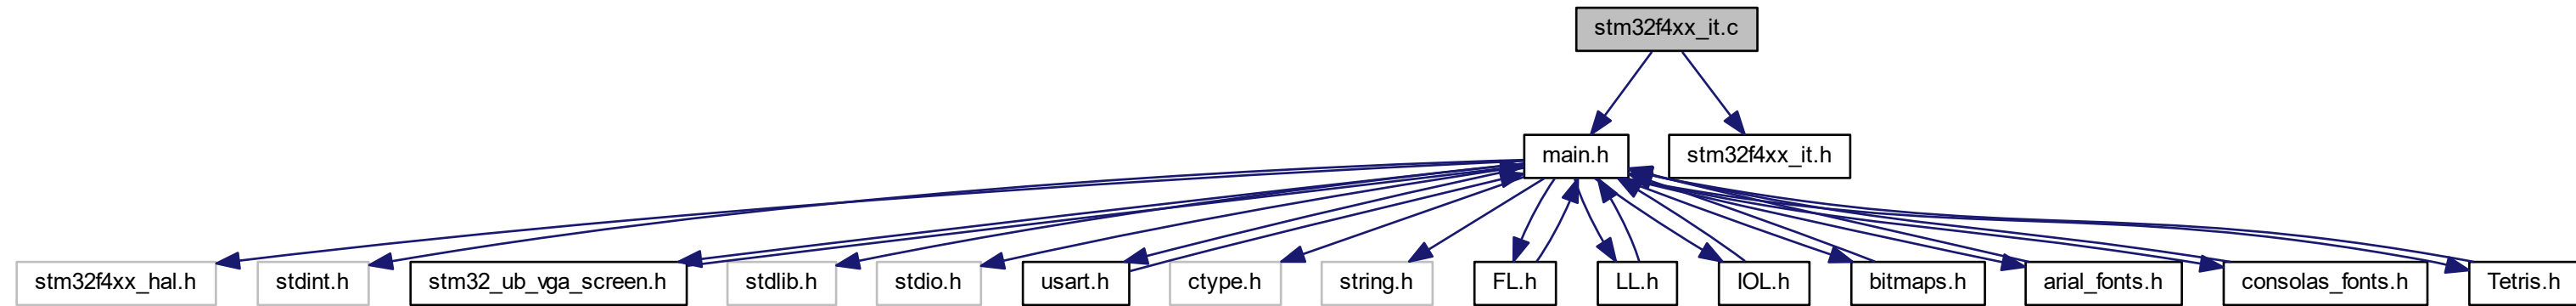 stm32f4xx_it.c
main.h
stm32f4xx_it.h
stm32f4xx_hal.h
stdint.h
stm32_ub_vga_screen.h
stdlib.h
stdio.h
usart.h
ctype.h
string.h
FL.h
LL.h
IOL.h
bitmaps.h
arial_fonts.h
consolas_fonts.h
Tetris.h